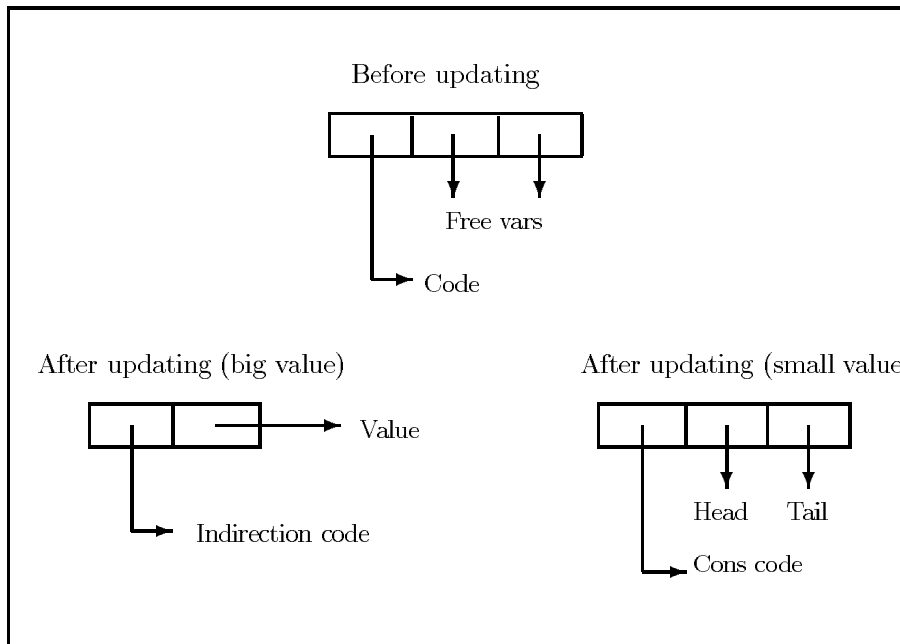 Before updating
Free vars
Code
After updating (big value)
After updating (small value
Value
Head Tail
Indirection code
Cons code